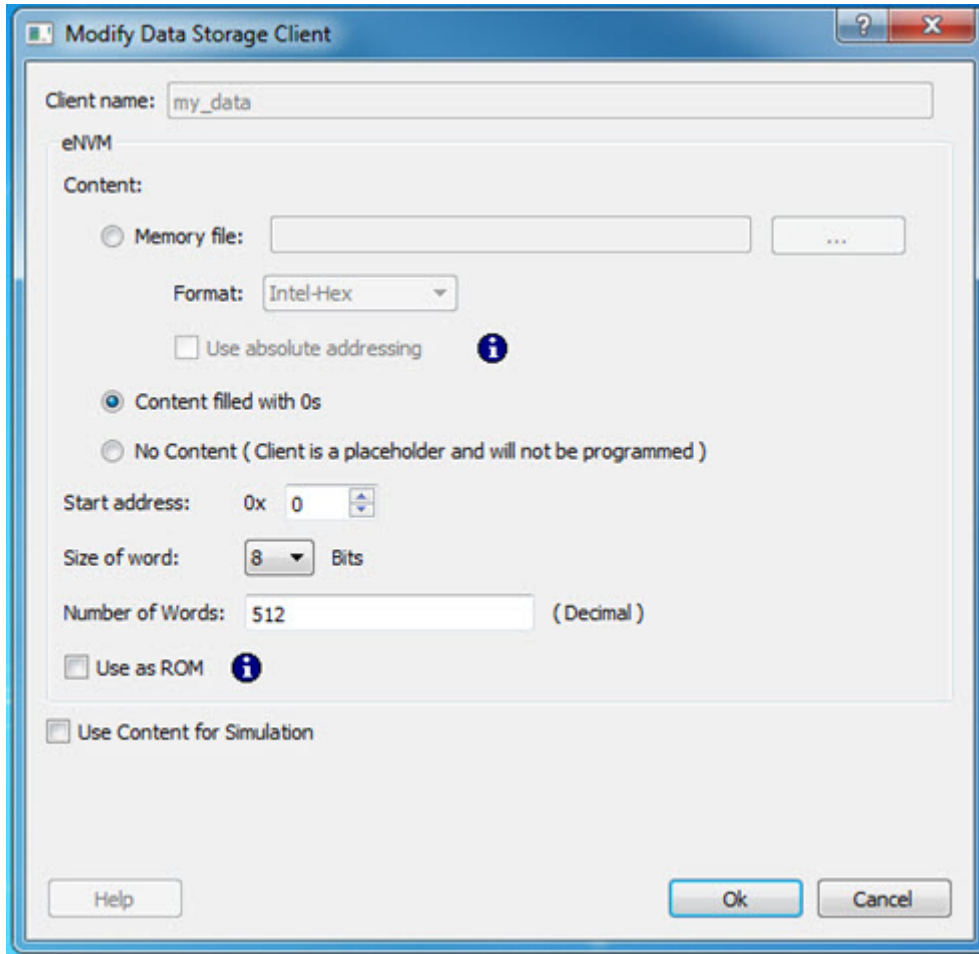 Modify Data Storage Client
Client name: my_data
eNVM
Content:
Memory file: ...
Format: Intel-Hex
Use absolute addressing
Content filled with 0s
No Content ( Client is a placeholder and will not be programmed )
Start address: 0x 0
Size of word: 8 Bits
Number of Words: 512 ( Decimal )
Use as ROM
Use Content for Simulation
Help Ok Cancel